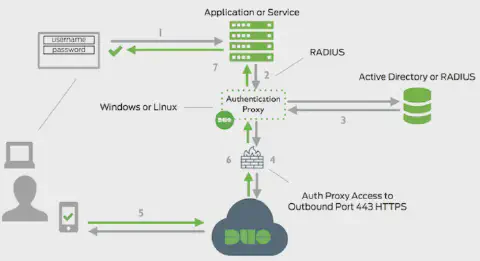 Application or Service
username
password
1
7
2
RADIUS
Active Directory or RADIUS
Windows or Linux
Authentication
Proxy
DUO
3
6
4
Auth Proxy Access to
Outbound Port 443 HTTPS
5
DUO